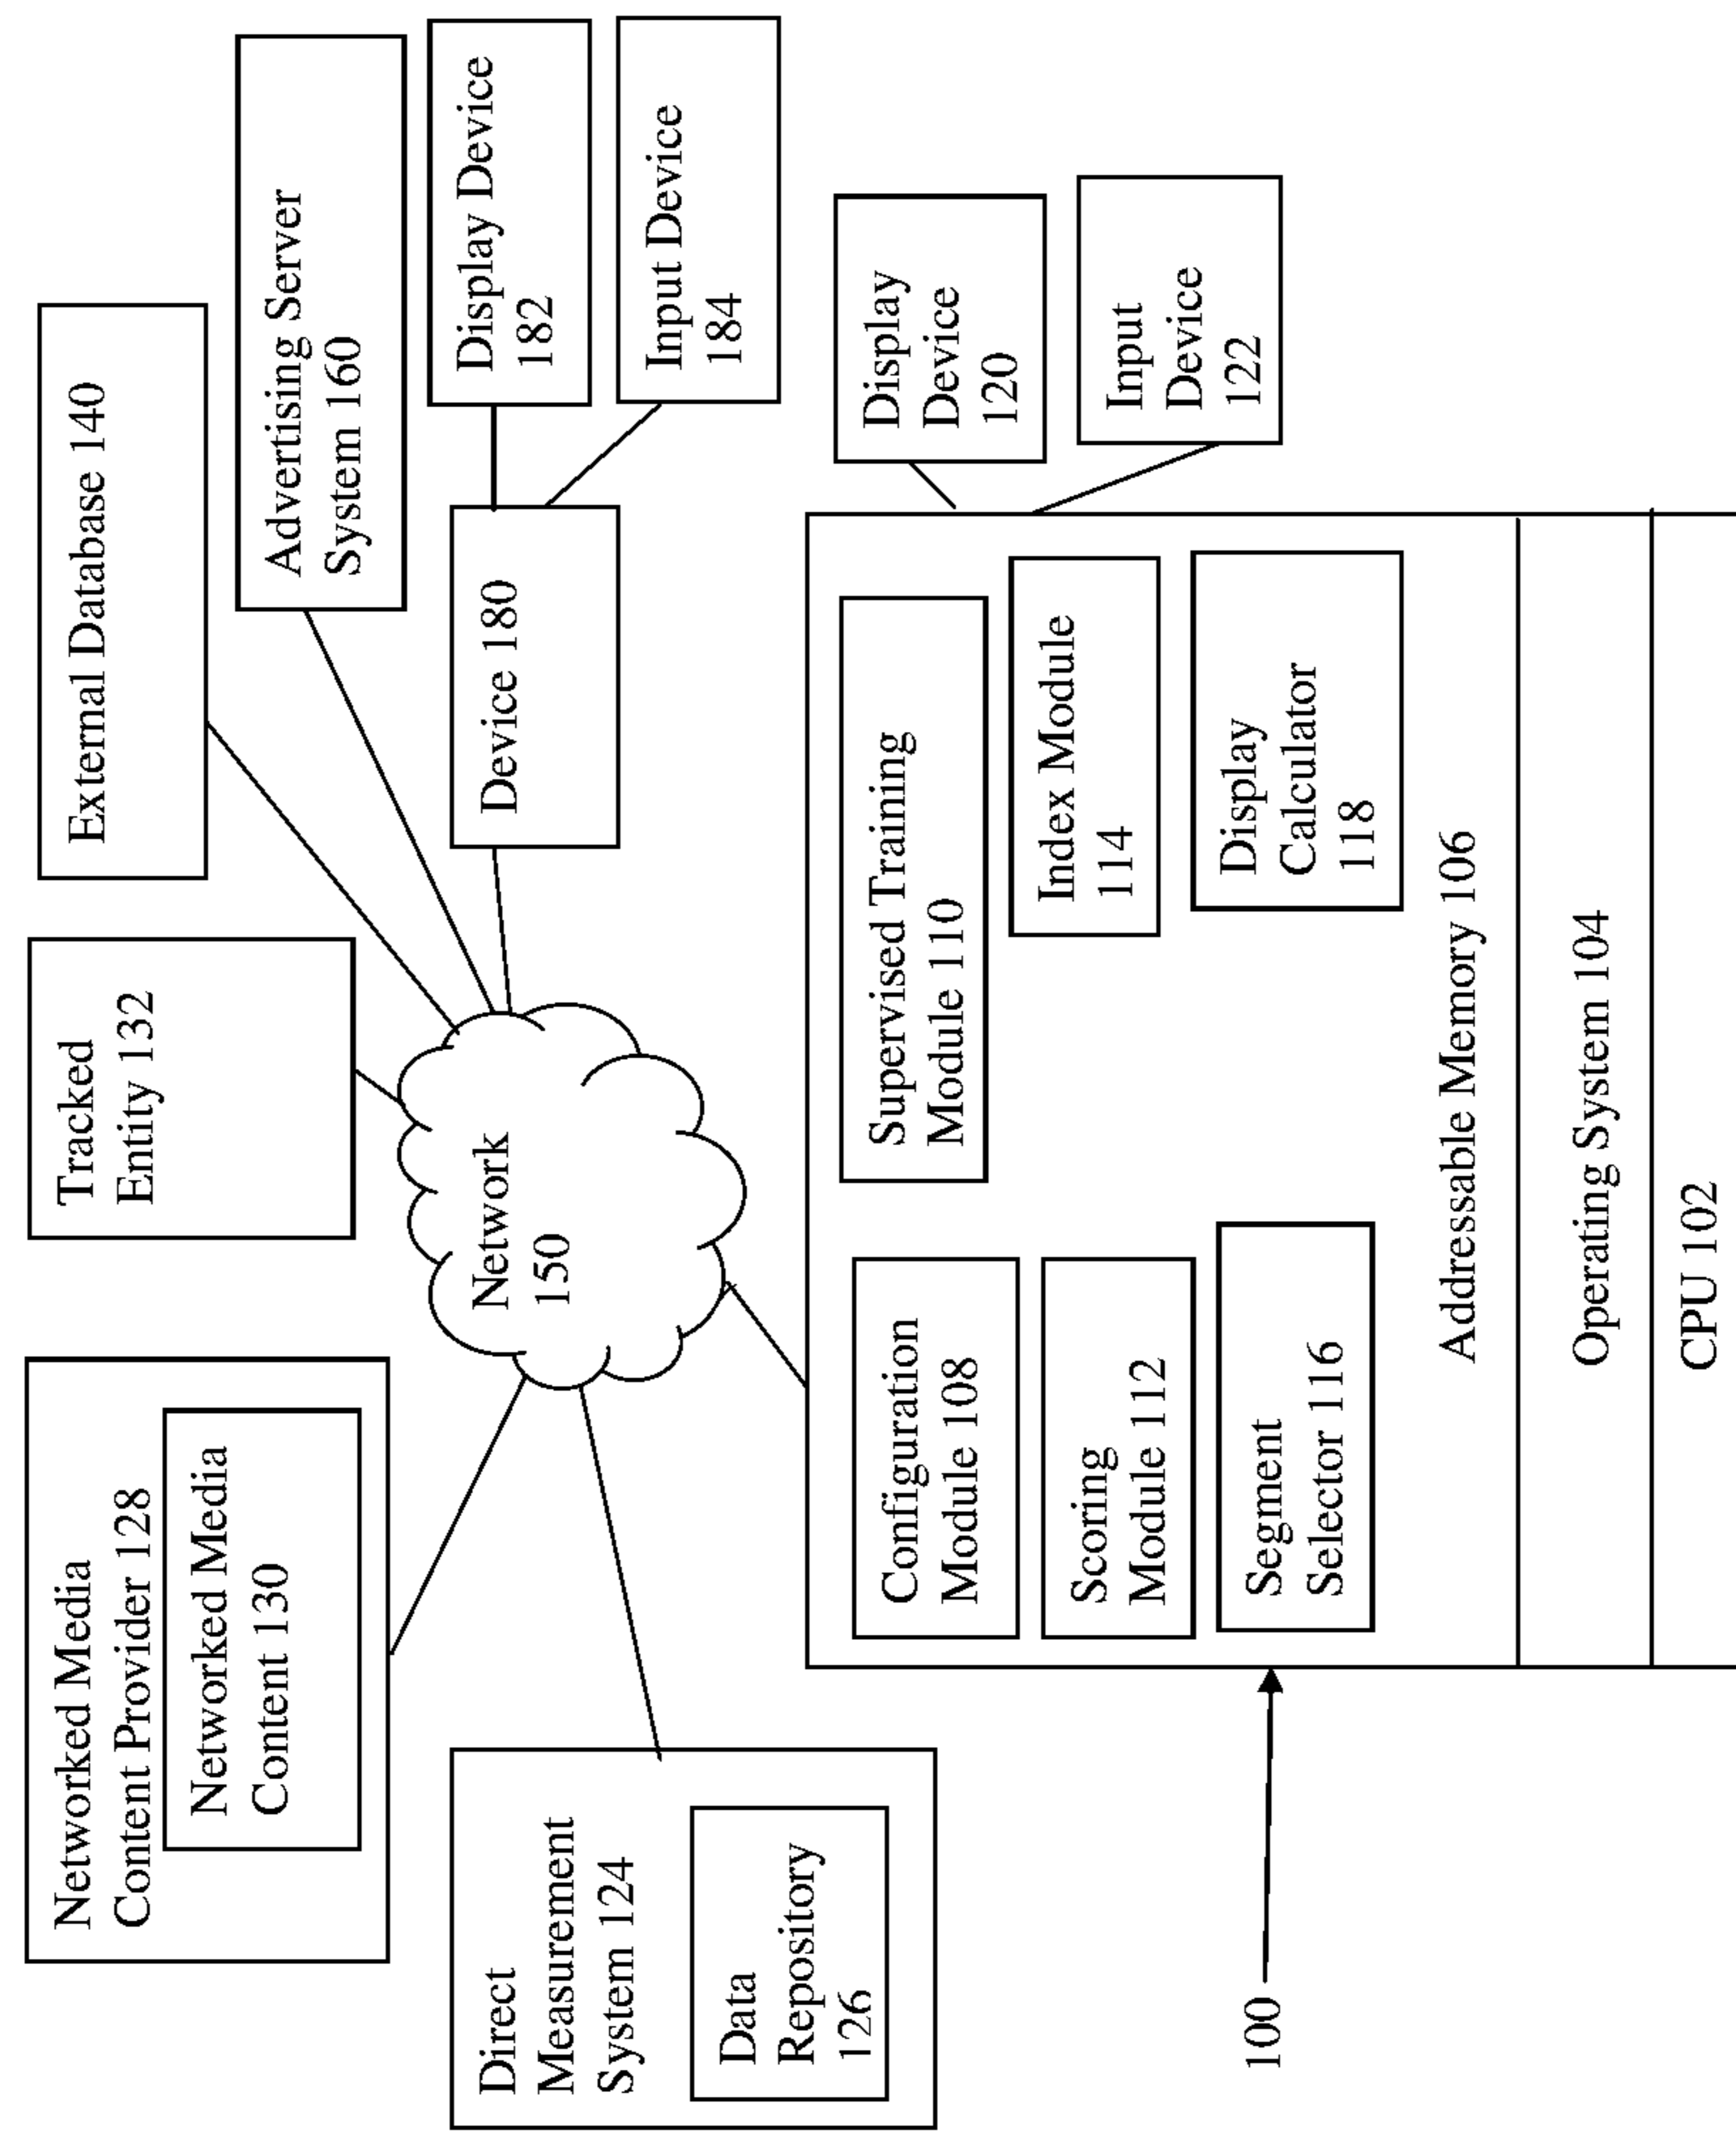 Networked Media
Content Provider 128
Networked Media
Content 130
Tracked
Entity 132
External Database 140
Advertising Server
System 160
Display Device
182
Input Device
184
Device 180
Network
150
Direct
Measurement
System 124
Data
Repository
126
100
Configuration
Module 108
Supervised Training
Module 110
Scoring
Module 112
Index Module
114
Segment
Selector 116
Display
Calculator
118
Display
Device
120
Input
Device
122
Addressable Memory 106
Operating System 104
CPU 102